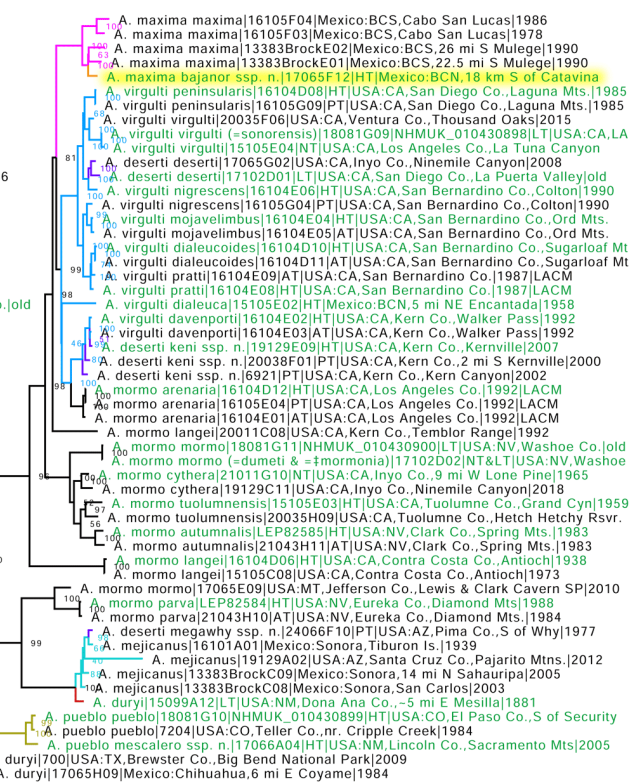 A. maxima maxima|16105F04|Mexico:BCS,Cabo San Lucas|1986
A. maxima maxima|16105F03|Mexico:BCS,Cabo San Lucas|1978
A. maxima maxima|13383BrockE02|Mexico:BCS,26 mi S Mulege|1990
A. maxima maxima|13383BrockE01|Mexico:BCS,22.5 mi S Mulege|1990
A. maxima bajanor ssp. n.|17065F12|HT|Mexico:BCN,18 km S of Catavina
A. virgulti peninsularis|16104D08|HT|USA:CA,San Diego Co.,Laguna Mts.|1985
A. virgulti peninsularis|16105G09|PT|USA:CA,San Diego Co.,Laguna Mts.|1985
A. virgulti virgulti|20035F06|USA:CA,Ventura Co.,Thousand Oaks|2015
A. virgulti virgulti (=sonorensis)|18081G09|NHMUK_010430898|LT|USA:CA,LA
A. virgulti virgulti|15105E04|NT|USA:CA,Los Angeles Co.,La Tuna Canyon
A. deserti deserti|17065G02|USA:CA,Inyo Co.,Ninemile Canyon|2008
A. deserti deserti|17102D01|LT|USA:CA,San Diego Co.,La Puerta Valley|old
A. virgulti nigrescens|16104E06|HT|USA:CA,San Bernardino Co.,Colton|1990
A. virgulti nigrescens|16105G04|PT|USA:CA,San Bernardino Co.,Colton|1990
A. virgulti mojavelimbus|16104E04|HT|USA:CA,San Bernardino Co.,Ord Mts.
A. virgulti mojavelimbus|16104E05|AT|USA:CA,San Bernardino Co.,Ord Mts.
A. virgulti dialeucoides|16104D10|HT|USA:CA,San Bernardino Co.,Sugarloaf Mt
A. virgulti dialeucoides|16104D11|AT|USA:CA,San Bernardino Co.,Sugarloaf Mt
A. virgulti pratti|16104E09|AT|USA:CA,San Bernardino Co.|1987|LACM
A. virgulti pratti|16104E08|HT|USA:CA,San Bernardino Co.|1987|LACM
A. virgulti dialeuca|15105E02|HT|Mexico:BCN,5 mi NE Encantada|1958
A. virgulti davenporti|16104E02|HT|USA:CA,Kern Co.,Walker Pass|1992
A. virgulti davenporti|16104E03|AT|USA:CA,Kern Co.,Walker Pass|1992
A. deserti keni ssp. n.|19129E09|HT|USA:CA,Kern Co.,Kernville|2007
A. deserti keni ssp. n.|20038F01|PT|USA:CA,Kern Co.,2 mi S Kernville|2000
A. deserti keni ssp. n.|6921|PT|USA:CA,Kern Co.,Kern Canyon|2002
A. mormo arenaria|16104D12|HT|USA:CA,Los Angeles Co.|1992|LACM
A. mormo arenaria|16105E04|PT|USA:CA,Los Angeles Co.|1992|LACM
A. mormo arenaria|16104E01|AT|USA:CA,Los Angeles Co.|1992|LACM
A. mormo langei|20011C08|USA:CA,Kern Co.,Temblor Range|1992
A. mormo mormo|18081G11|NHMUK_010430900|LT|USA:NV,Washoe Co.|old
A. mormo mormo (=dumeti & =‡mormonia)|17102D02|NT&LT|USA:NV,Washoe
A. mormo cythera|21011G10|NT|USA:CA,Inyo Co.,9 mi W Lone Pine|1965
A. mormo cythera|19129C11|USA:CA,Inyo Co.,Ninemile Canyon|2018
A. mormo tuolumnensis|15105E03|HT|USA:CA,Tuolumne Co.,Grand Cyn|1959
A. mormo tuolumnensis|20035H09|USA:CA,Tuolumne Co.,Hetch Hetchy Rsvr.
A. mormo autumnalis|LEP82585|HT|USA:NV,Clark Co.,Spring Mts.|1983
A. mormo autumnalis|21043H11|AT|USA:NV,Clark Co.,Spring Mts.|1983
A. mormo langei|16104D06|HT|USA:CA,Contra Costa Co.,Antioch|1938
A. mormo langei|15105C08|USA:CA,Contra Costa Co.,Antioch|1973
A. mormo mormo|17065E09|USA:MT,Jefferson Co.,Lewis & Clark Cavern SP|2010
A. mormo parva|LEP82584|HT|USA:NV,Eureka Co.,Diamond Mts|1988
A. mormo parva|21043H10|AT|USA:NV,Eureka Co.,Diamond Mts.|1984
A. deserti megawhy ssp. n.|24066F10|PT|USA:AZ,Pima Co.,S of Why|1977
A. mejicanus|16101A01|Mexico:Sonora,Tiburon Is.|1939
A. mejicanus|19129A02|USA:AZ,Santa Cruz Co.,Pajarito Mtns.|2012
A. mejicanus|13383BrockC09|Mexico:Sonora,14 mi N Sahuaripa|2005
A. mejicanus|13383BrockC08|Mexico:Sonora,San Carlos|2003
A. duryi|15099A12|LT|USA:NM,Dona Ana Co.,~5 mi E Mesilla|1881
A. pueblo pueblo|18081G10|NHMUK_010430899|HT|USA:CO,El Paso Co.,S of Security
A. pueblo pueblo|7204|USA:CO,Teller Co.,nr. Cripple Creek|1984
A. pueblo mescalero ssp. n.|17066A04|HT|USA:NM,Lincoln Co.,Sacramento Mts|2005
duryi|700|USA:TX,Brewster Co.,Big Bend National Park|2009
A. duryi|17065H09|Mexico:Chihuahua,6 mi E Coyame|1984
6
.|old
81
99
98
98
99